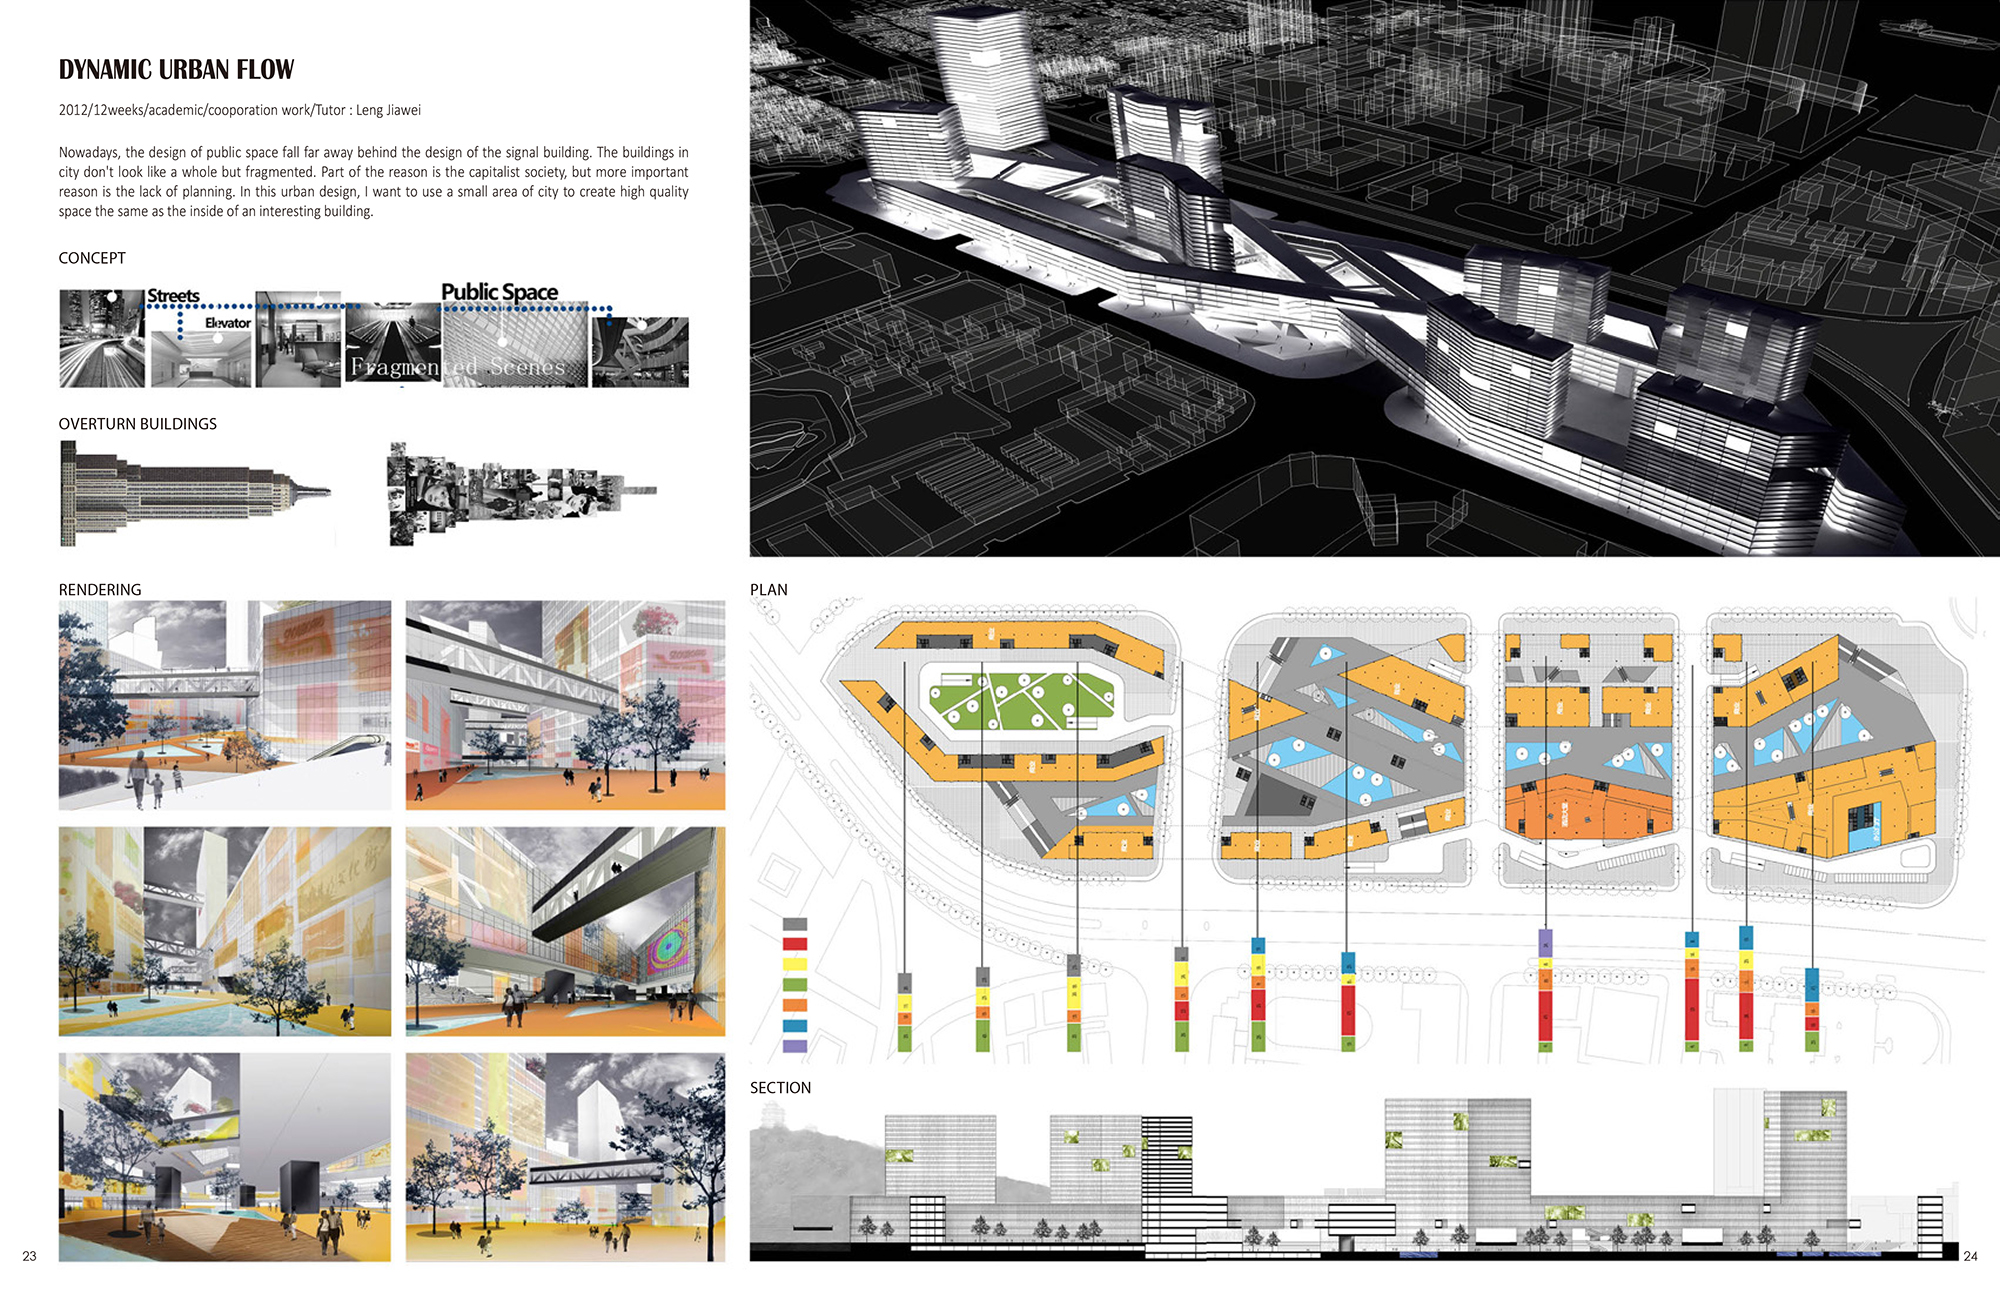 DYNAMIC URBAN FLOW
2012/12weeks/academic/cooporation work/Tutor : Leng Jiawei
Nowadays, the design of public space fall far away behind the design of the signal building. The buildings in
city don't look like a whole but fragmented. Part of the reason is the capitalist society, but more important
reason is the lack of planning. In this urban design, I want to use a small area of city to create high quality
space the same as the inside of an interesting building.
CONCEPT
Streets
Elevator
Public Space
Fragmented Scenes
OVERTURN BUILDINGS
RENDERING
PLAN
SECTION
23
24